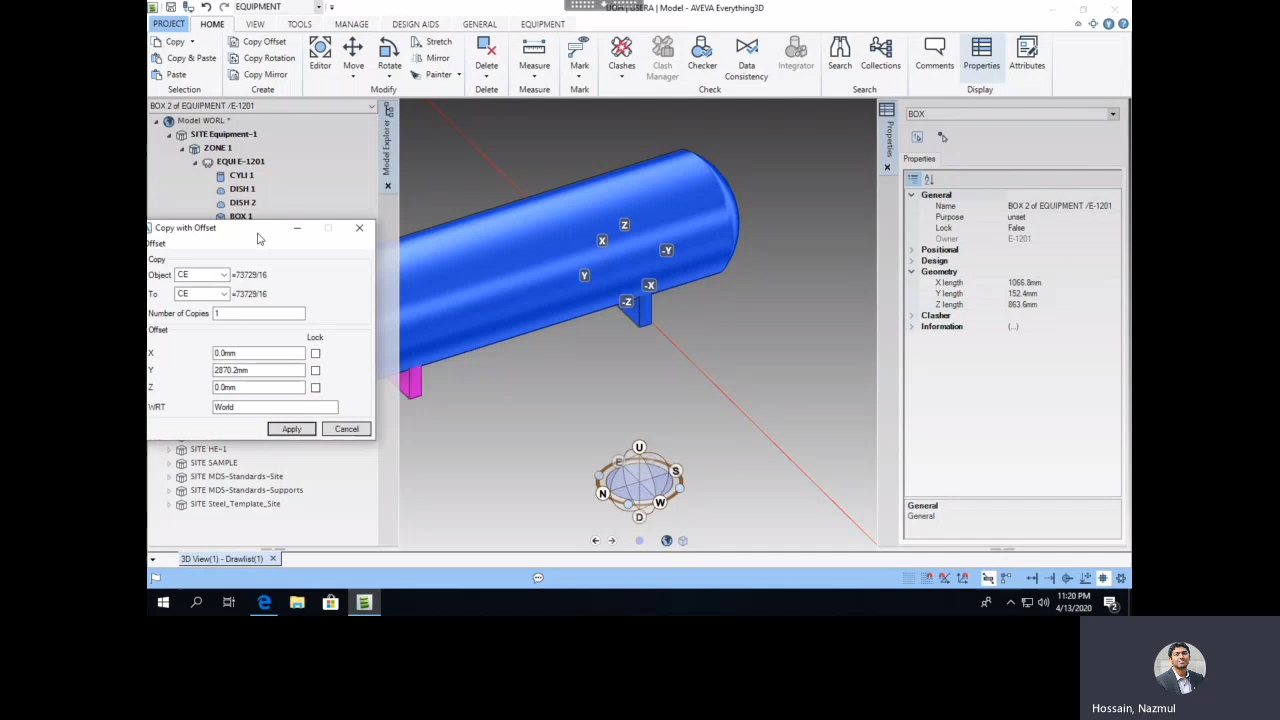 EQUIPMENT
Model - AVEVA Everything3D
PROJECT HOME VIEW TOOLS MANAGE DESIGN AIDS GENERAL EQUIPMENT
Copy
Copy & Paste
Paste
Selection
Copy Offset
Copy Rotation
Copy Mirror
Create
Editor
Move
Rotate
Stretch
Mirror
Painter
Modify
Delete
Delete
Measure
Measure
Mark
Mark
Clashes
Clash Manager
Checker
Data Consistency
Integrator
Check
Search
Collections
Search
Comments
Properties
Attributes
Display
BOX 2 of EQUIPMENT /E-1201
Model WORL *
SITE Equipment-1
ZONE 1
EQUI E-1201
CYLI 1
DISH 1
DISH 2
BOX 1
Model Explorer
Copy with Offset
Offset
Copy
Object CE =73729/16
To CE =73729/16
Number of Copies 1
Offset
Lock
X 0.0mm
Y 2870.2mm
Z 0.0mm
WRT World
Apply Cancel
SITE HE-1
SITE SAMPLE
SITE MDS-Standards-Site
SITE MDS-Standards-Supports
SITE Steel_Template_Site
Z
X
-Y
Y
-X
-Z
U
E
S
N
W
D
Properties
BOX
Properties
General
Name BOX 2 of EQUIPMENT /E-1201
Purpose unset
Lock False
Owner E-1201
Positional
Design
Geometry
X length 1066.8mm
Y length 152.4mm
Z length 863.6mm
Clasher
Information (...)
General
General
3D View(1) - Drawlist(1)
11:20 PM
4/13/2020
2
Hossain, Nazmul